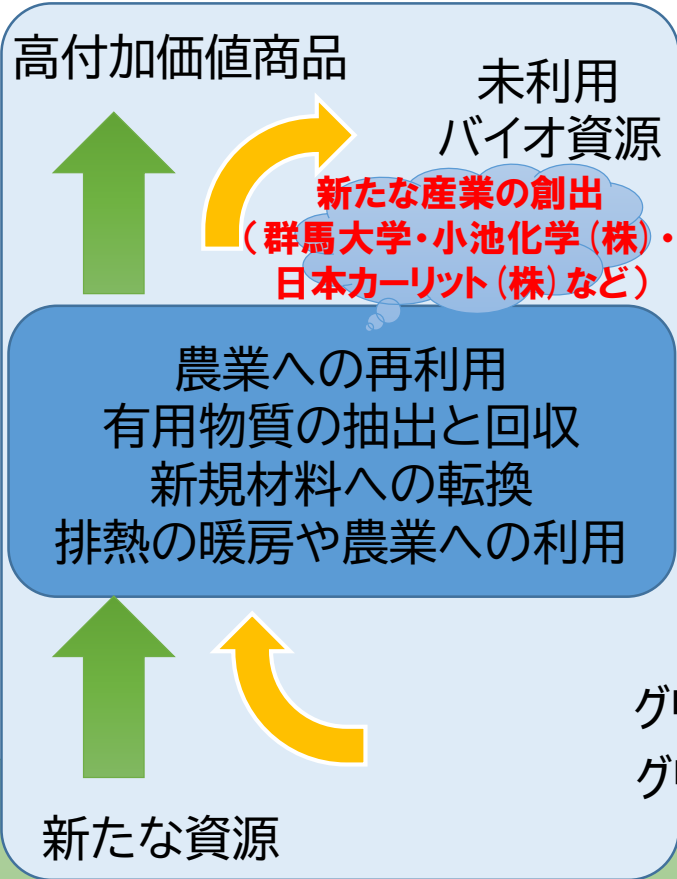 高付加価値商品
未利用
バイオ資源
新たな産業の創出
（群馬大学・小池化学(株)・
日本カーリット(株)など）
農業への再利用
有用物質の抽出と回収
新規材料への転換
排熱の暖房や農業への利用
グ
グ
新たな資源